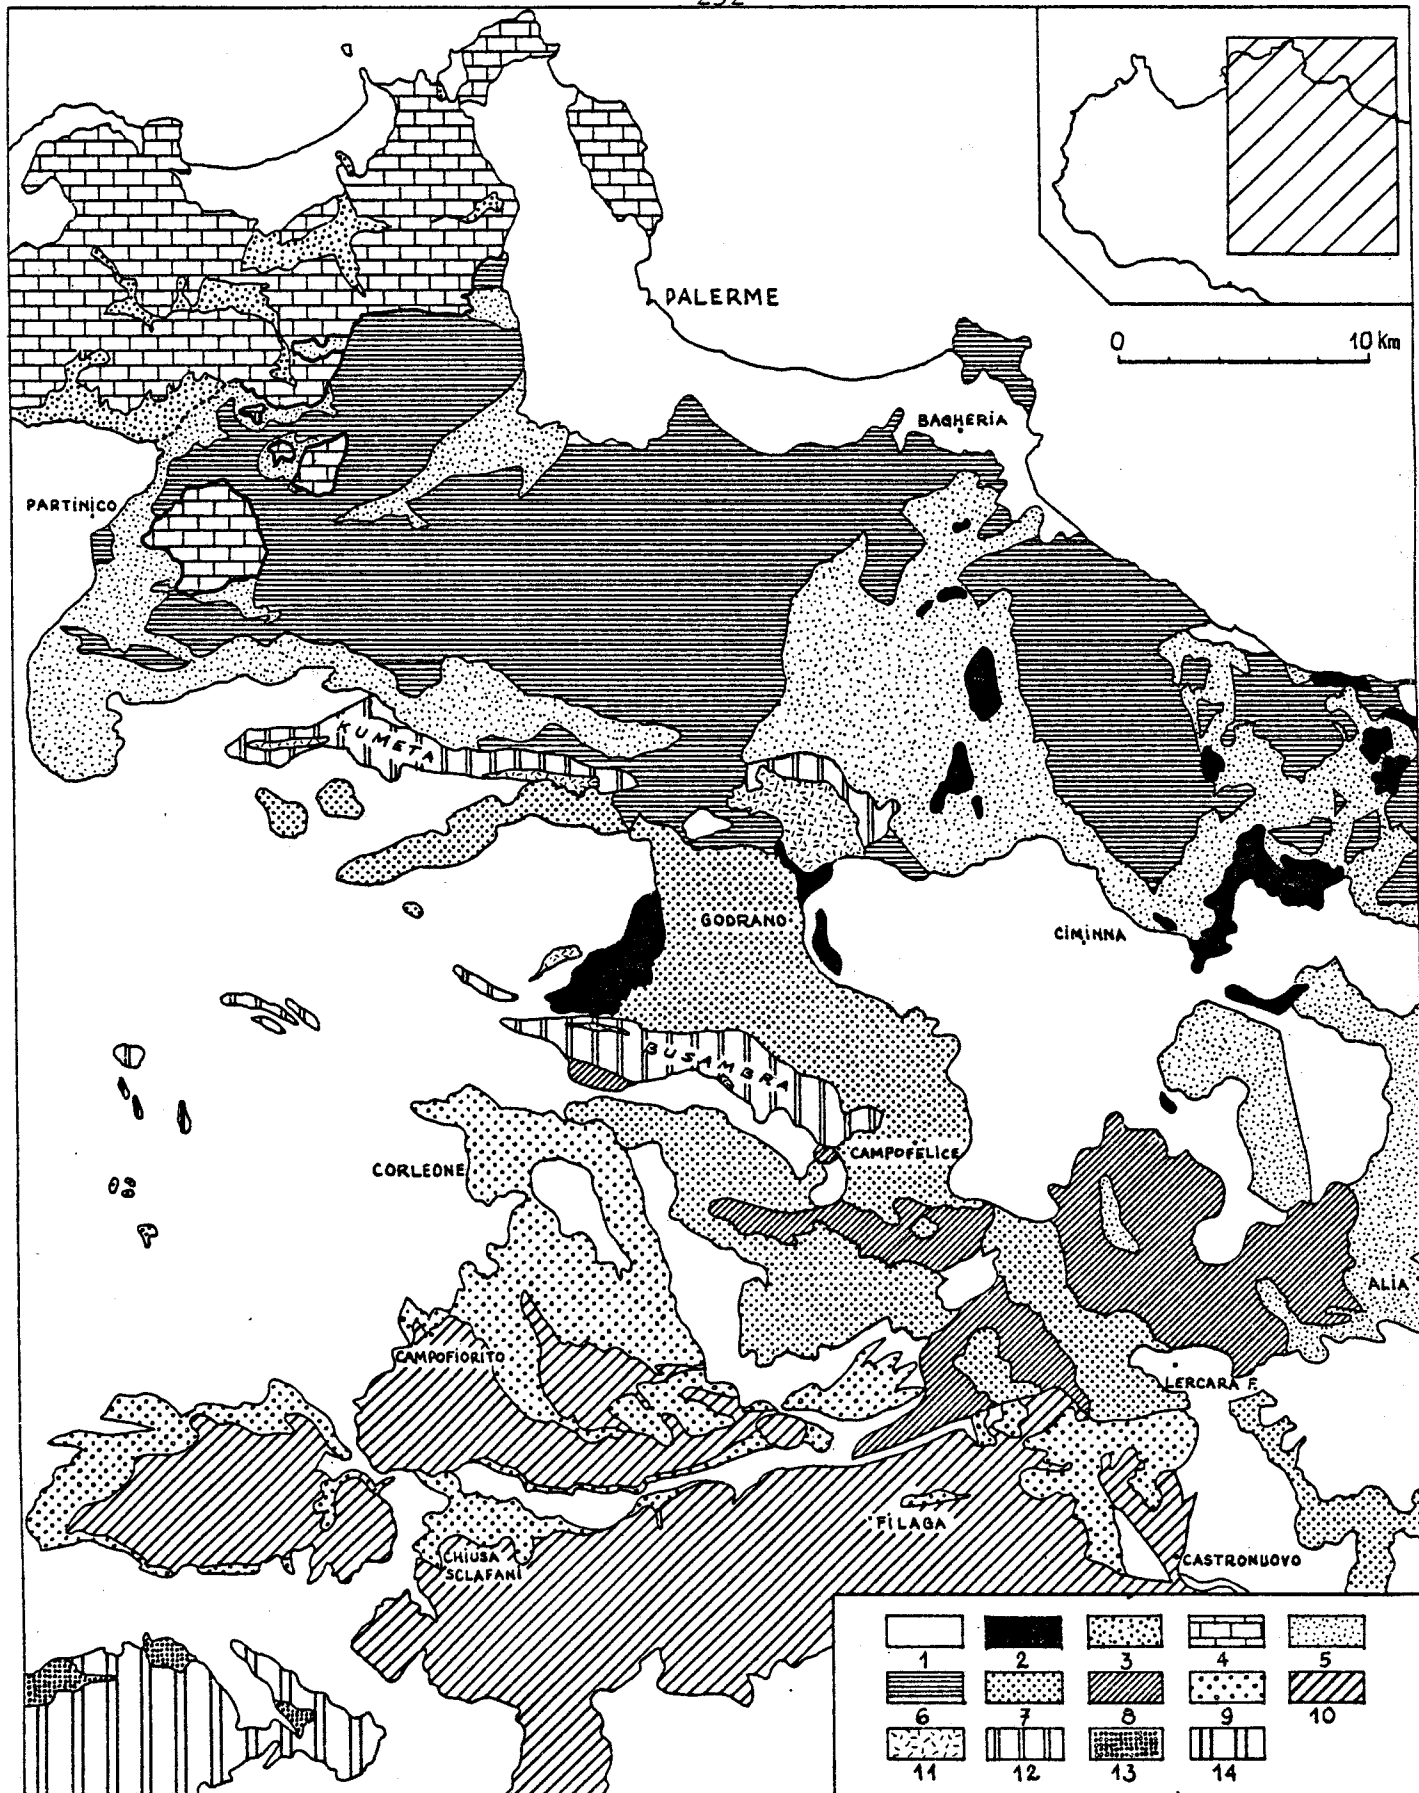 232
PALERME
0 10 Km
BAGHERIA
PARTINICO
KUMETA
GODRANO
CIMINNA
BUSAMBRA
CAMPOFELICE
CORLEONE
ALIA
CAMPOFIORITO
LERCARA F.
FILAGA
CHIUSA
SCLAFANI
CASTRONUOVO
1 2 3 4 5
6 7 8 9 10
11 12 13 14